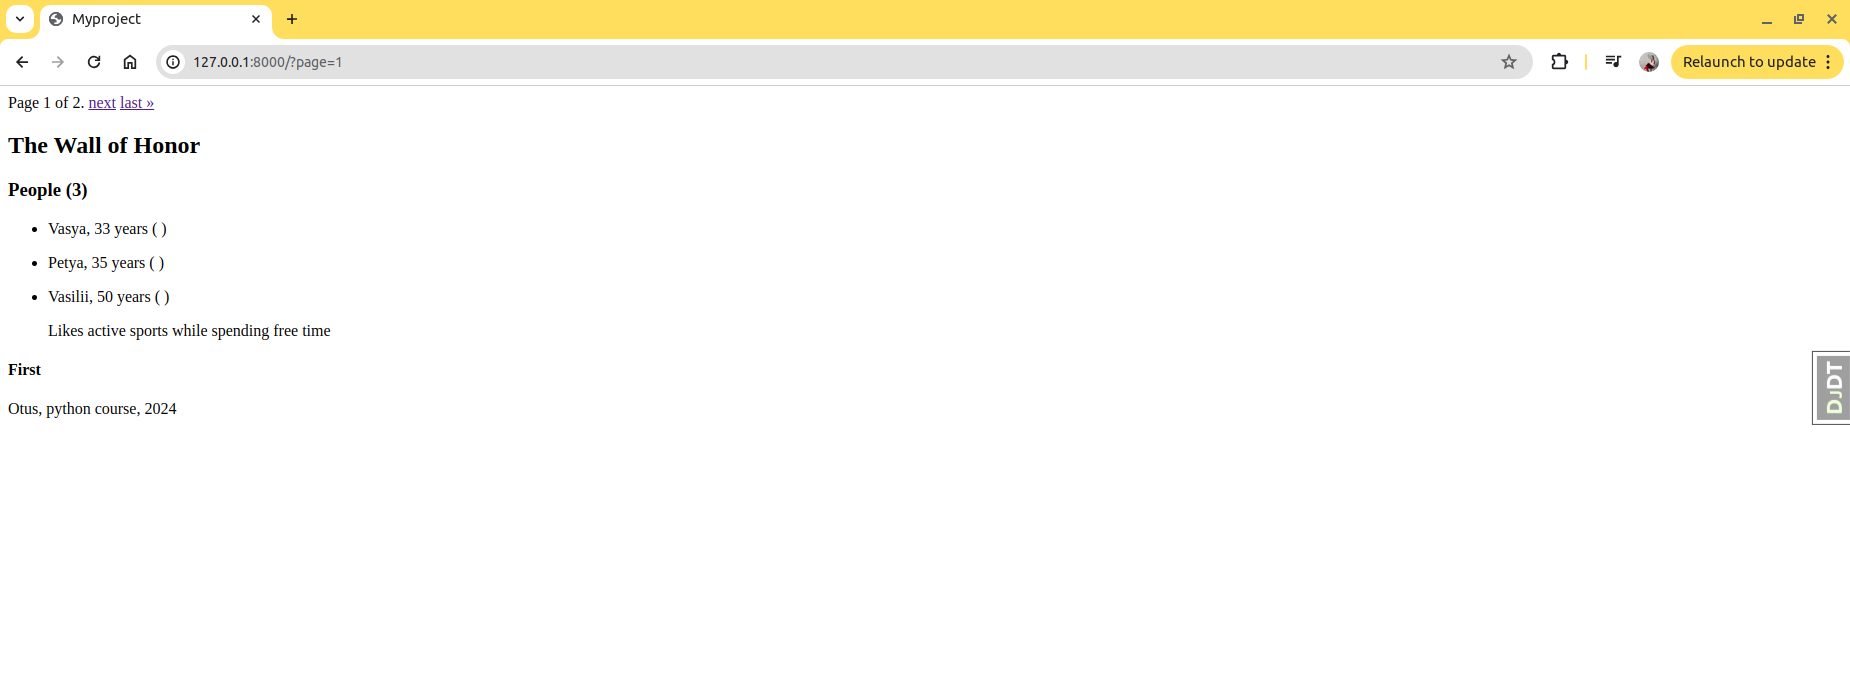 Myproject
127.0.0.1:8000/?page=1
Relaunch to update
Page 1 of 2. next last »
The Wall of Honor
People (3)
Vasya, 33 years ( )
Petya, 35 years ( )
Vasilii, 50 years ( )
Likes active sports while spending free time
First
DJDT
Otus, python course, 2024